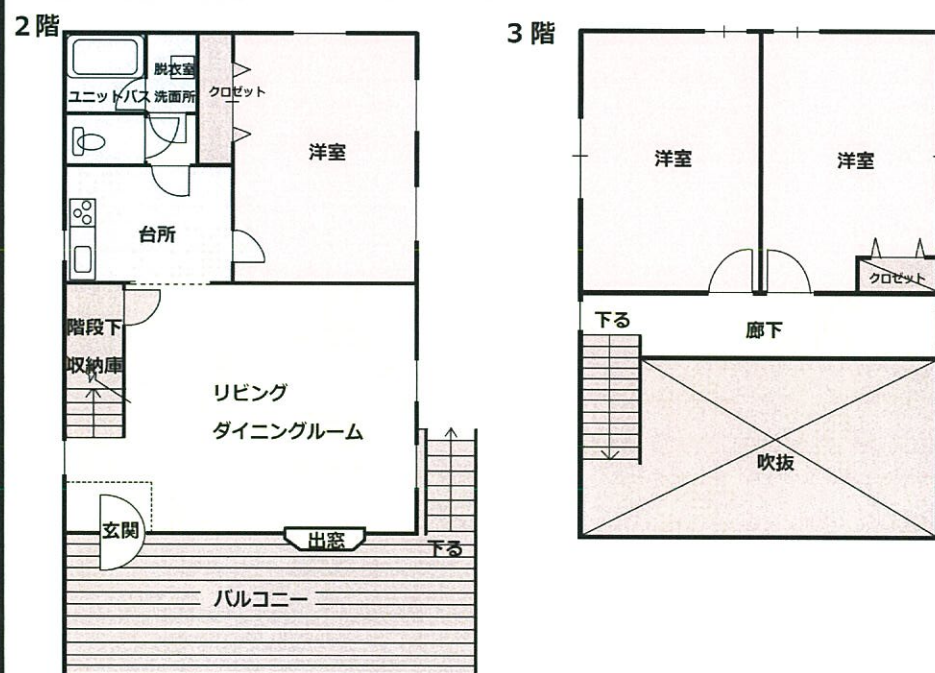 2階
脱衣室
ユニットバス 洗面所
クロゼット
洋室
台所
階段下
収納庫
リビング
ダイニングルーム
玄関
出窓
下る
バルコニー
3階
洋室
洋室
クロゼット
下る
廊下
吹抜